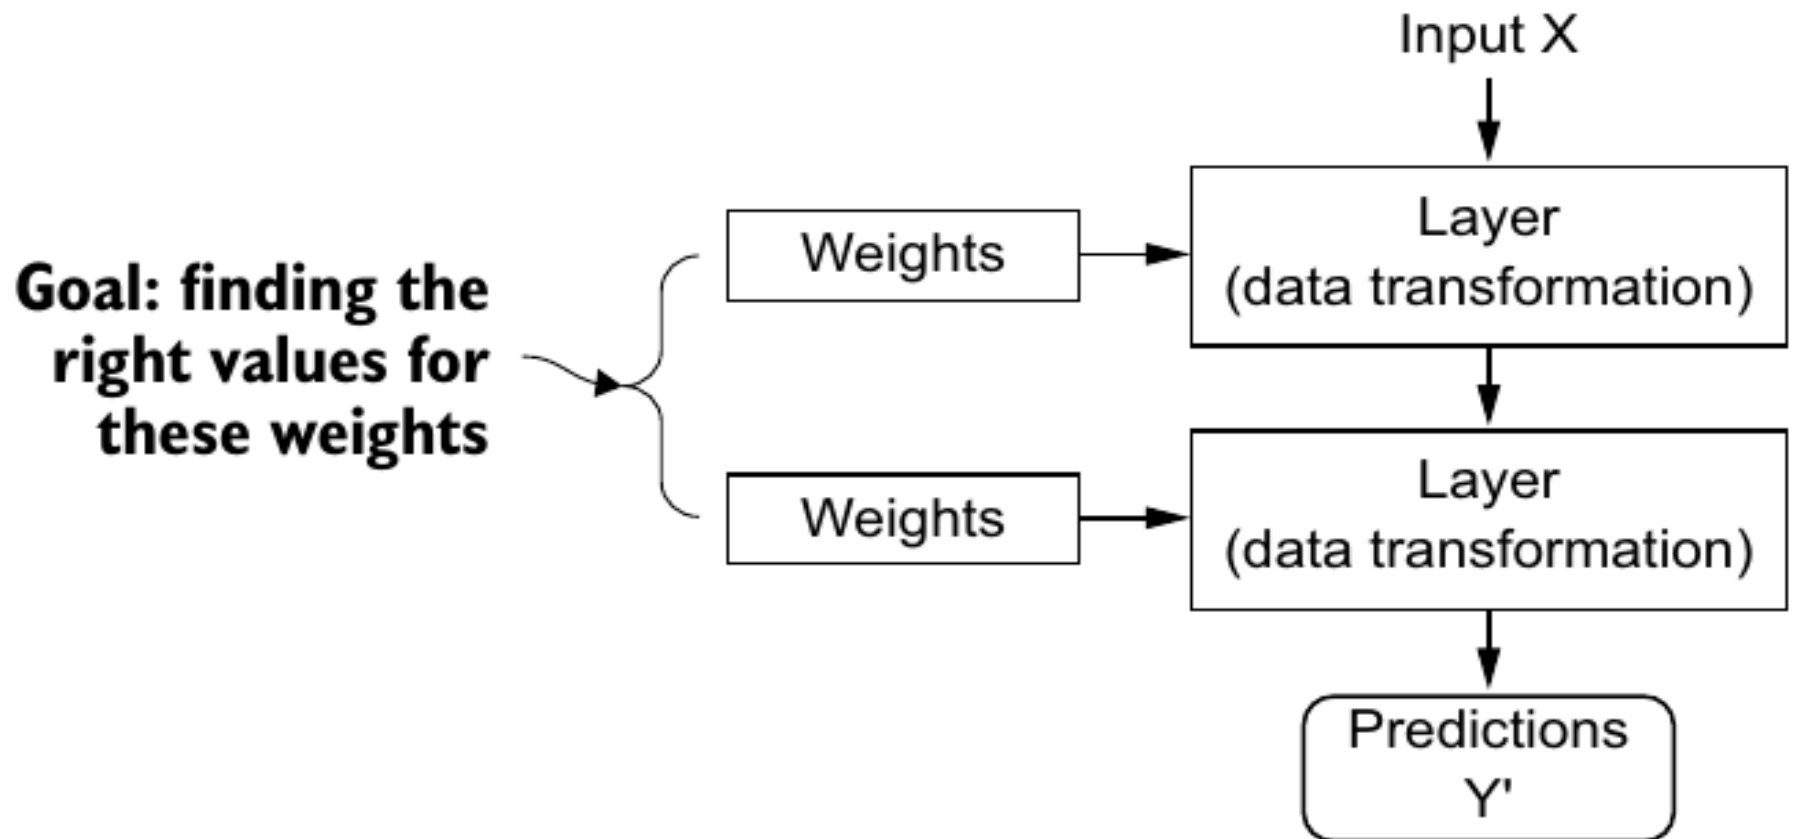 Input X
Weights
Layer
(data transformation)
Goal: finding the
right values for
these weights
Weights
Layer
(data transformation)
Predictions
Y'